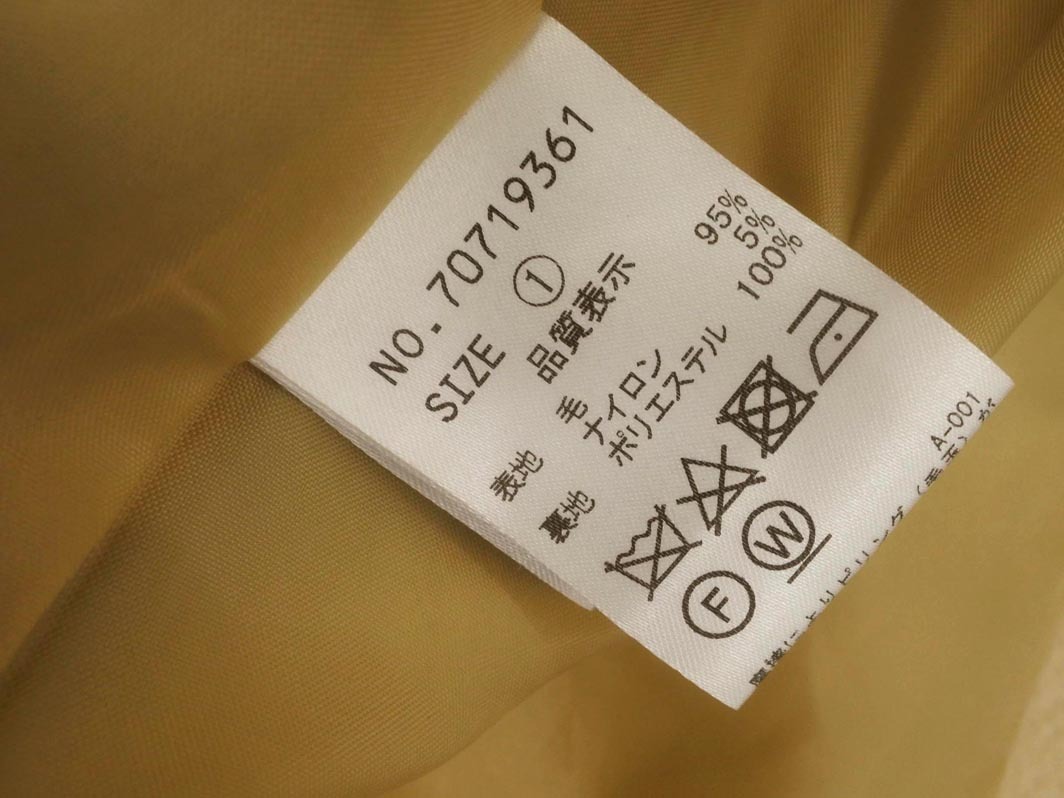 NO.70719361
SIZE ①
品質表示
表地 毛 95%
ナイロン 5%
裏地 ポリエステル 100%
F W
A-001